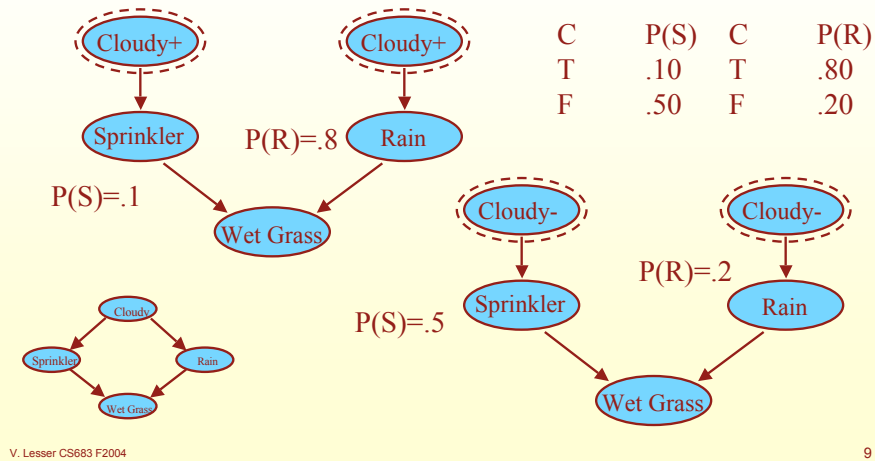 Cloudy+ Cloudy+
C P(S) C P(R)
T .10 T .80
F .50 F .20
Sprinkler P(R)=.8 Rain
P(S)=.1
Wet Grass
Cloudy- Cloudy-
P(R)=.2
Sprinkler Rain
P(S)=.5
Wet Grass
Cloudy
Sprinkler Rain
Wet Grass
V. Lesser CS683 F2004 9